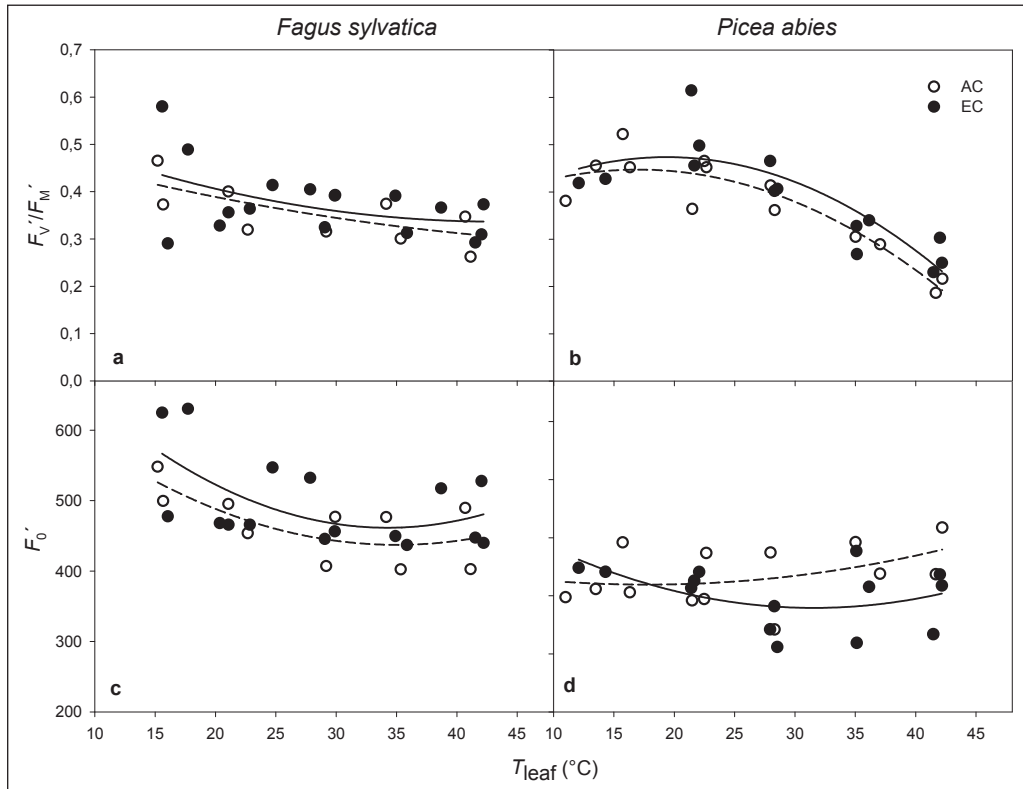 Fagus sylvatica
Picea abies
0,7
0,6
0,5
0,4
0,3
0,2
0,1
0,0
FV´/FM´
a
b
AC
EC
600
500
400
300
200
F0´
c
d
10 15 20 25 30 35 40 45
10 15 20 25 30 35 40 45
Tleaf (°C)